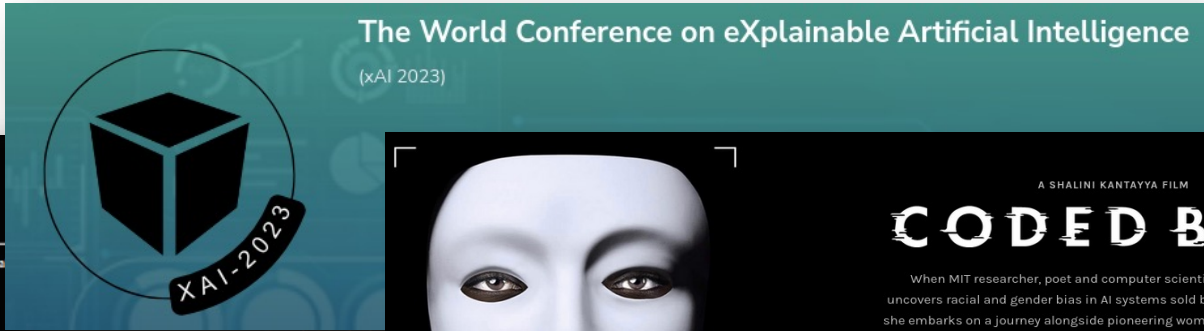 The World Conference on eXplainable Artificial Intelligence
(xAI 2023)
XAI-2023
A SHALINI KANTAYYA FILM
CODED B
When MIT researcher, poet and computer scienti
uncovers racial and gender bias in AI systems sold b
she embarks on a journey alongside pioneering wom